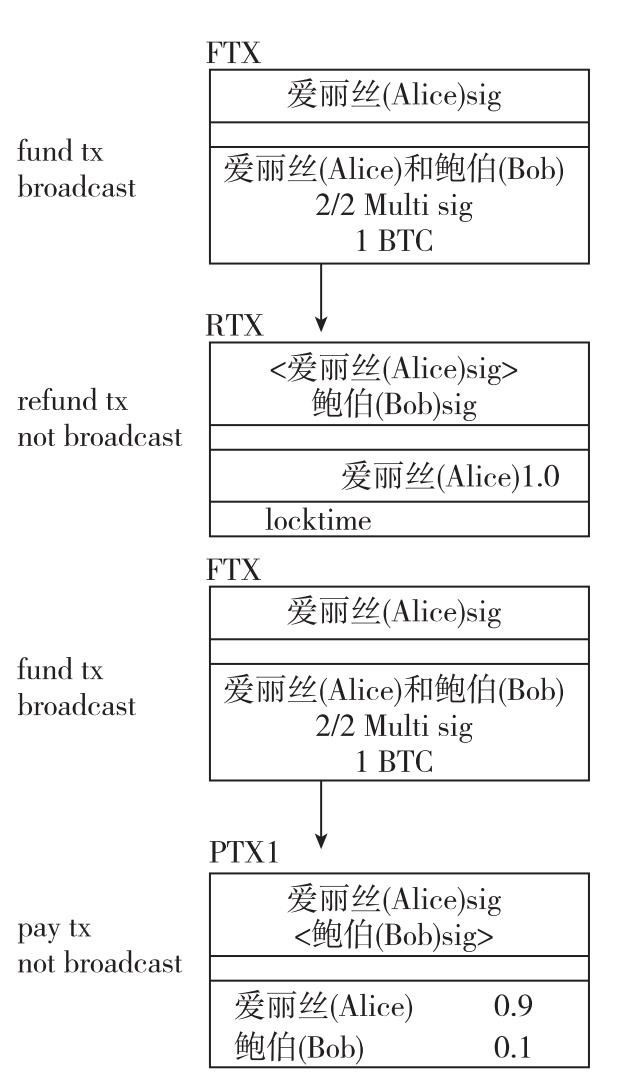 FTX
爱丽丝(Alice)sig
fund tx
broadcast
爱丽丝(Alice)和鲍伯(Bob)
2/2 Multi sig
1 BTC
RTX
<爱丽丝(Alice)sig>
鲍伯(Bob)sig
refund tx
not broadcast
爱丽丝(Alice)1.0
locktime
FTX
爱丽丝(Alice)sig
fund tx
broadcast
爱丽丝(Alice)和鲍伯(Bob)
2/2 Multi sig
1 BTC
PTX1
爱丽丝(Alice)sig
<鲍伯(Bob)sig>
pay tx
not broadcast
爱丽丝(Alice) 0.9
鲍伯(Bob) 0.1